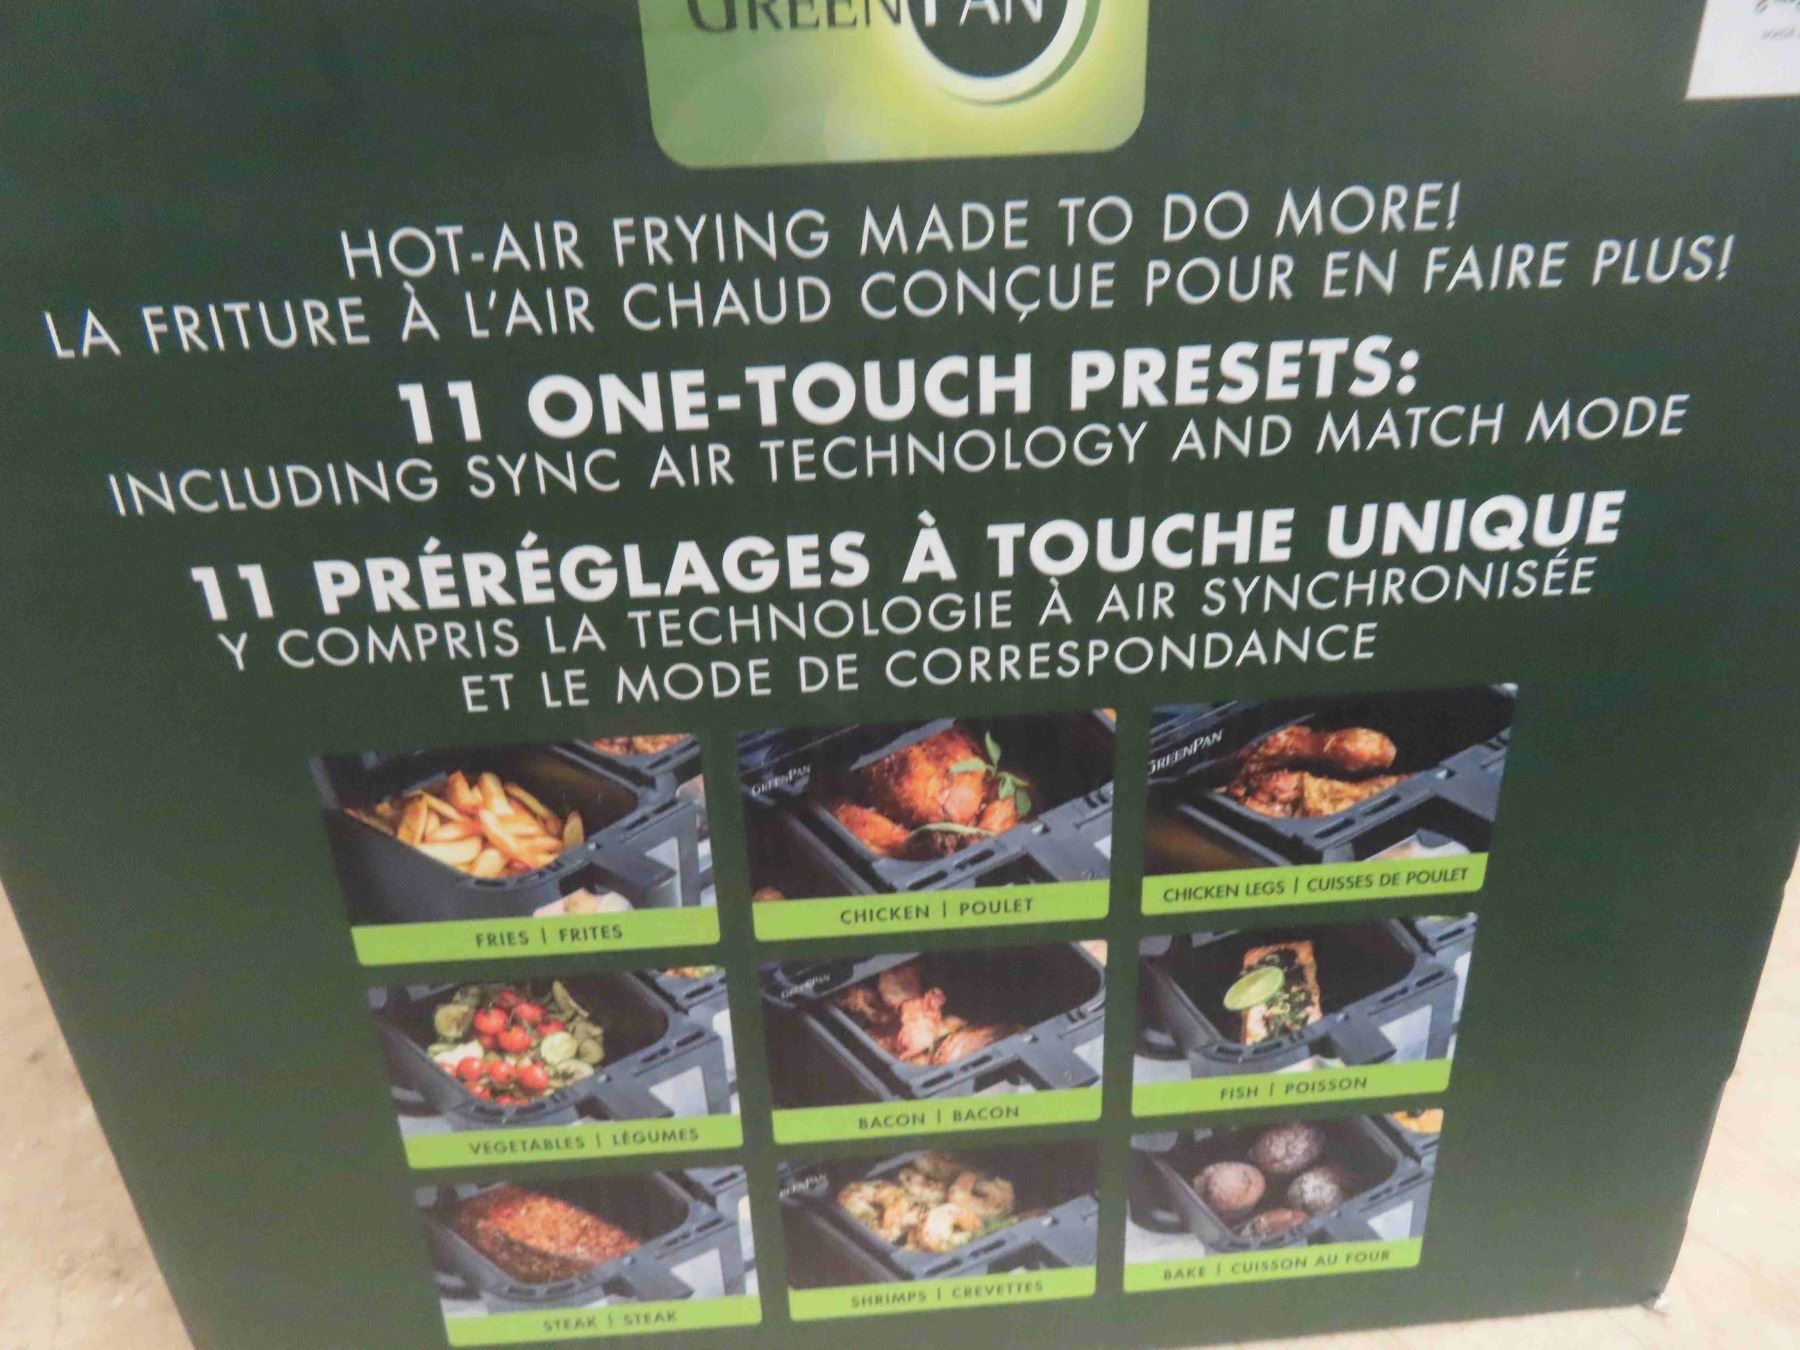 GREENPAN
HOT-AIR FRYING MADE TO DO MORE!
LA FRITURE À L'AIR CHAUD CONÇUE POUR EN FAIRE PLUS!
11 ONE-TOUCH PRESETS:
INCLUDING SYNC AIR TECHNOLOGY AND MATCH MODE
11 PRÉRÉGLAGES À TOUCHE UNIQUE
Y COMPRIS LA TECHNOLOGIE À AIR SYNCHRONISÉE
ET LE MODE DE CORRESPONDANCE
GREENPAN
GREENPAN
FRIES | FRITES
CHICKEN | POULET
CHICKEN LEGS | CUISSES DE POULET
GREENPAN
VEGETABLES | LÉGUMES
BACON | BACON
FISH | POISSON
GREENPAN
STEAK | STEAK
SHRIMPS | CREVETTES
BAKE | CUISSON AU FOUR